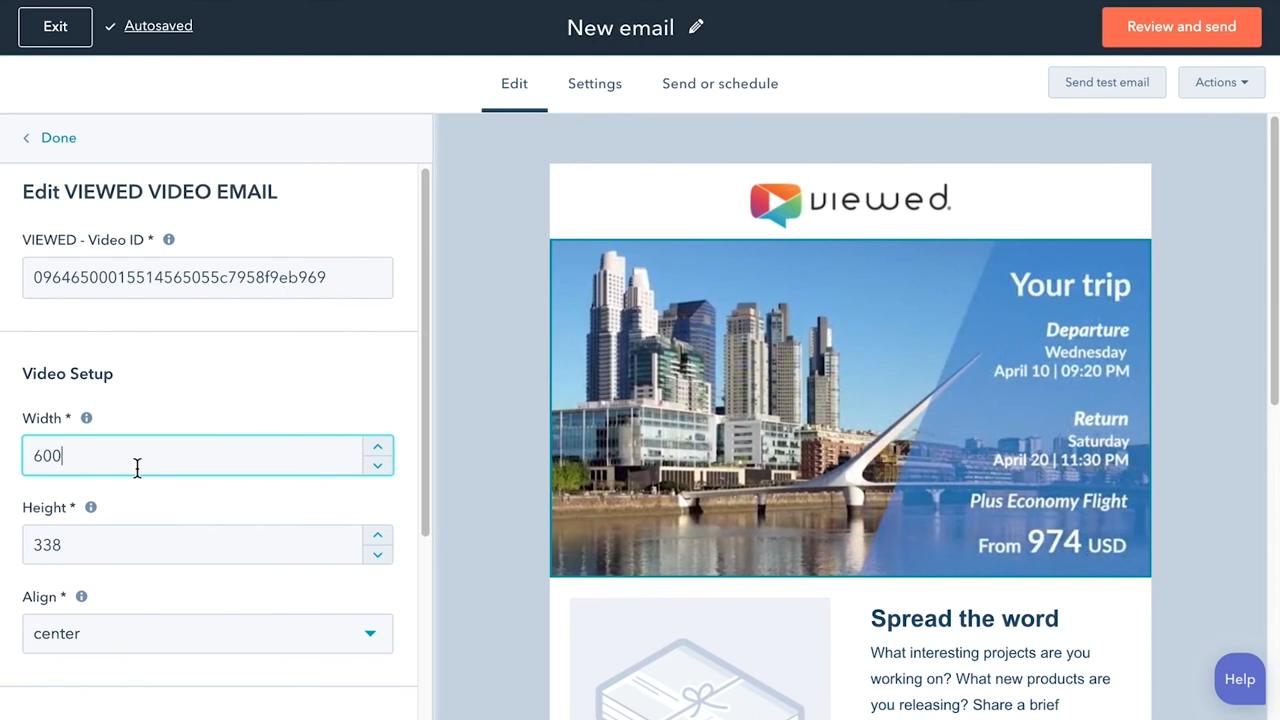 Exit
Autosaved
New email
Review and send
Edit
Settings
Send or schedule
Send test email
Actions
Done
Edit VIEWED VIDEO EMAIL
VIEWED - Video ID *
09646500015514565055c7958f9eb969
Video Setup
Width *
600
Height *
338
Align *
center
viewed
Your trip
Departure
Wednesday
April 10 | 09:20 PM
Return
Saturday
April 20 | 11:30 PM
Plus Economy Flight
From 974 USD
Spread the word
What interesting projects are you
working on? What new products are
you releasing? Share a brief
Help